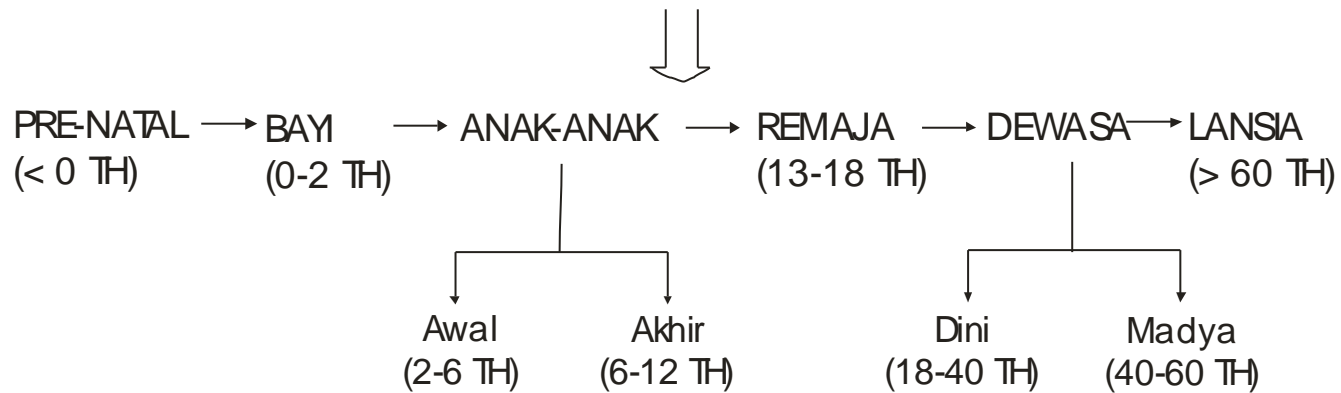 PRE-NATAL BAYI ANAK-ANAK REMAJA DEWASA LANSIA
(< 0 TH) (0-2 TH) (13-18 TH) (> 60 TH)
Awal Akhir Dini Madya
(2-6 TH) (6-12 TH) (18-40 TH) (40-60 TH)